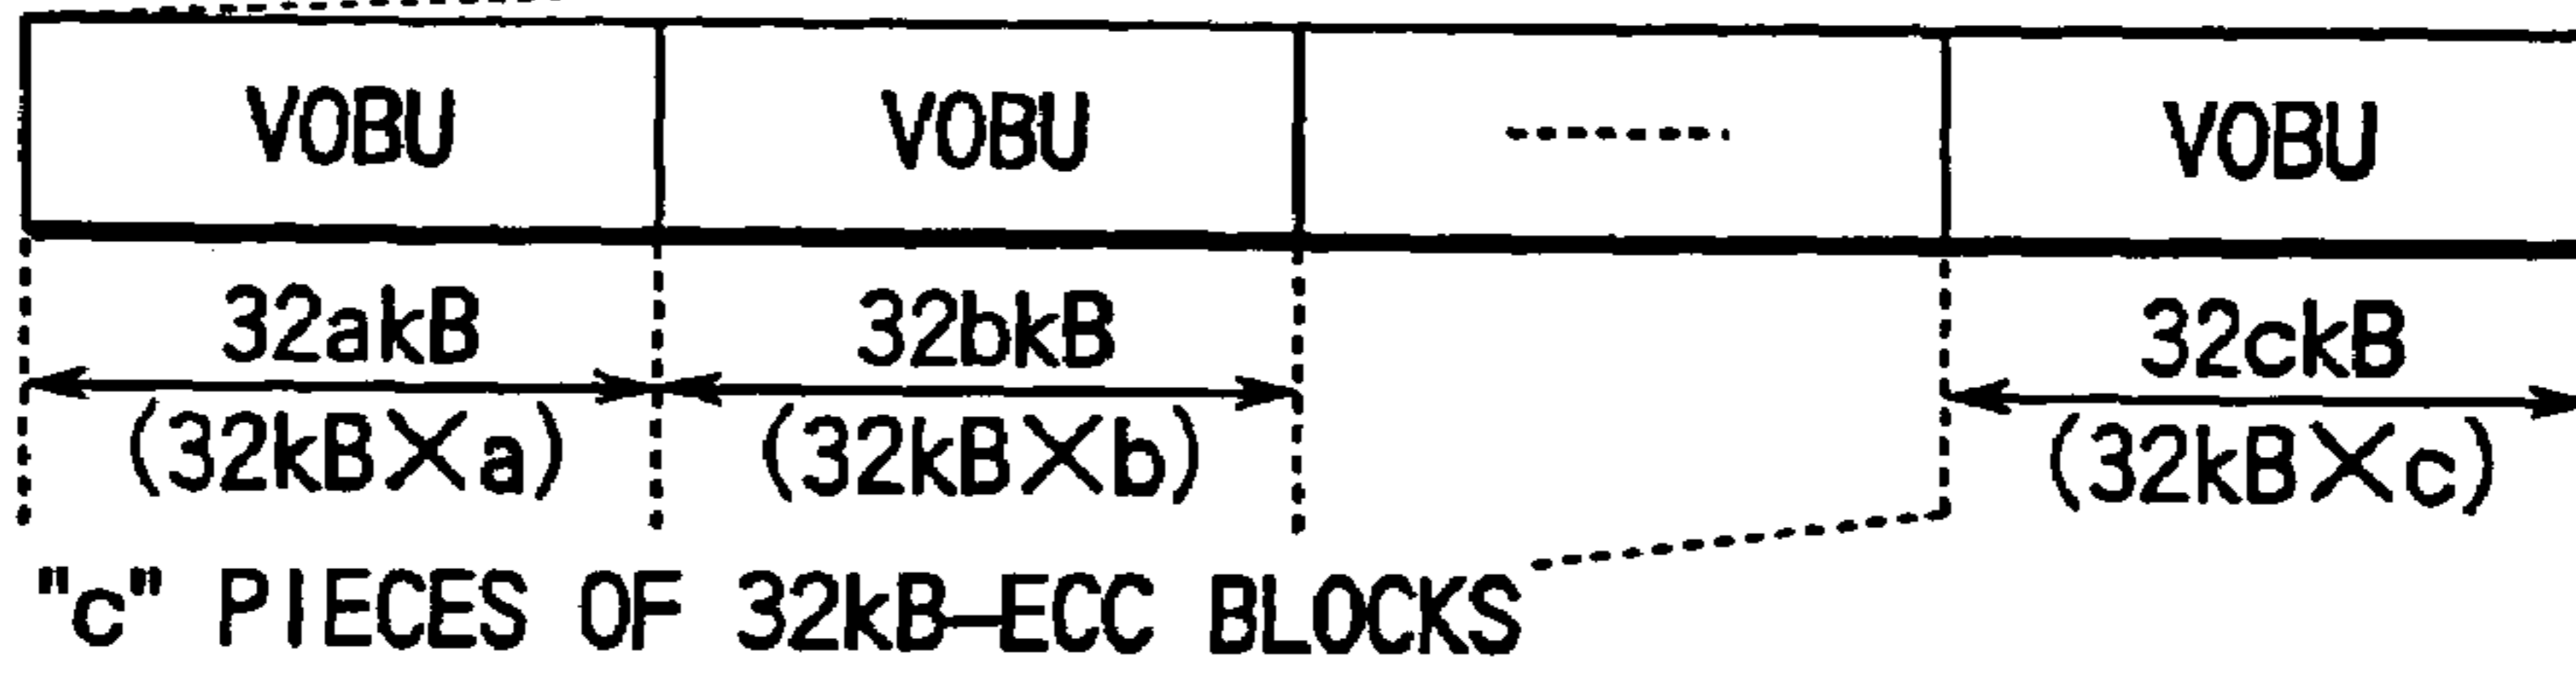 VOBU VOBU -------- VOBU
32akB 32bkB 32ckB
(32kB×a) (32kB×b) (32kB×c)
"c" PIECES OF 32kB-ECC BLOCKS